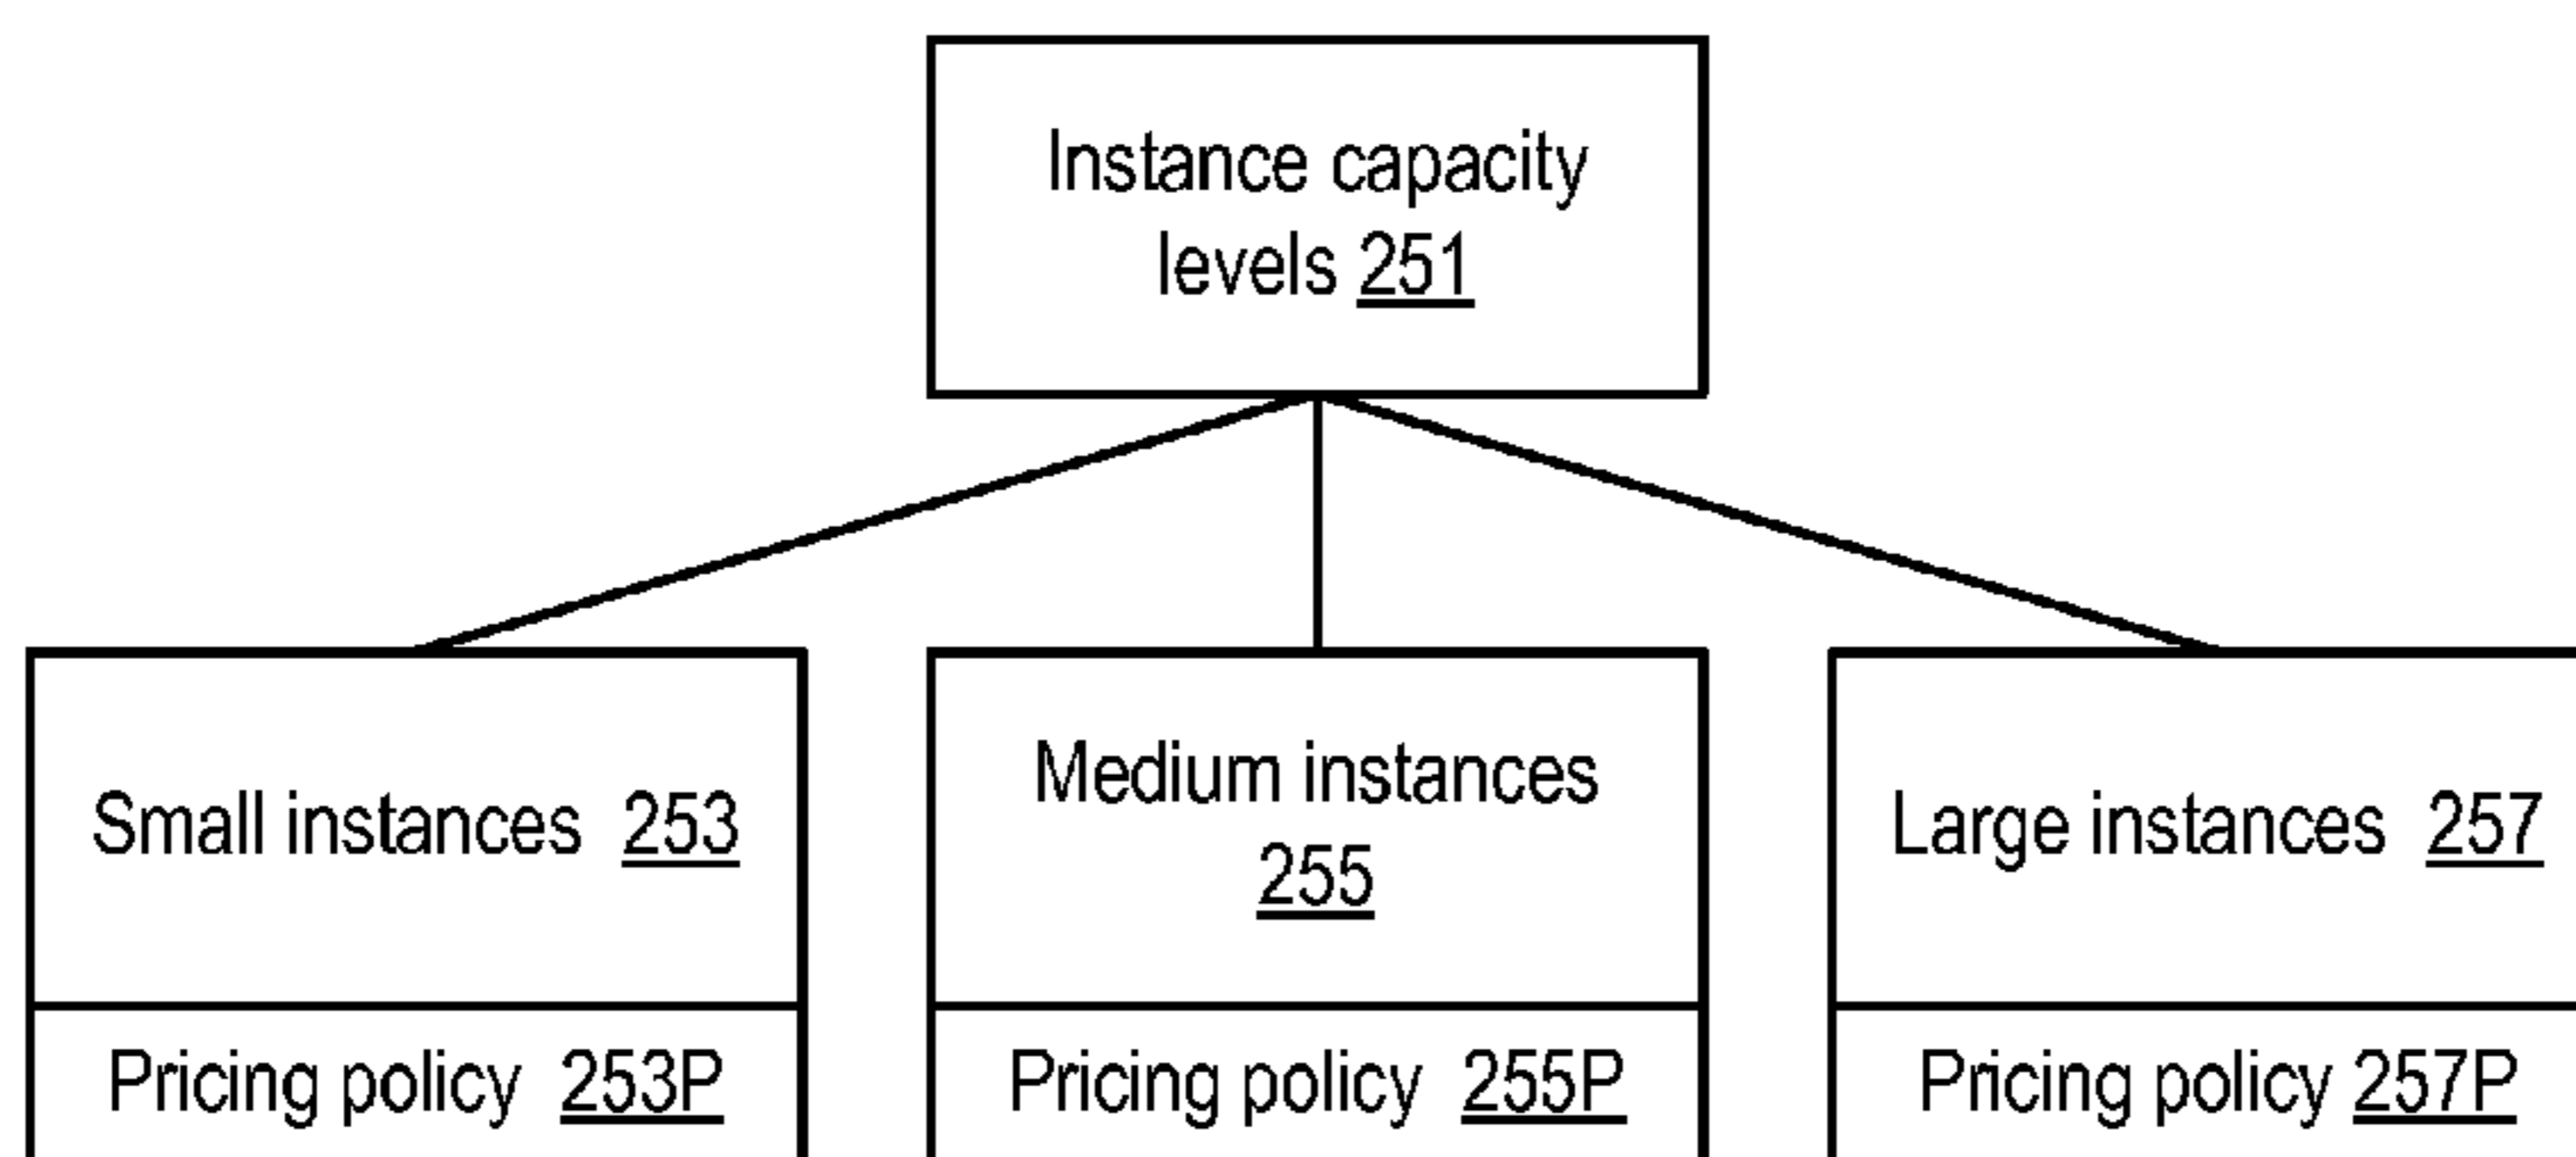 Instance capacity
levels 251
Small instances 253
Medium instances
255
Large instances 257
Pricing policy 253P
Pricing policy 255P
Pricing policy 257P